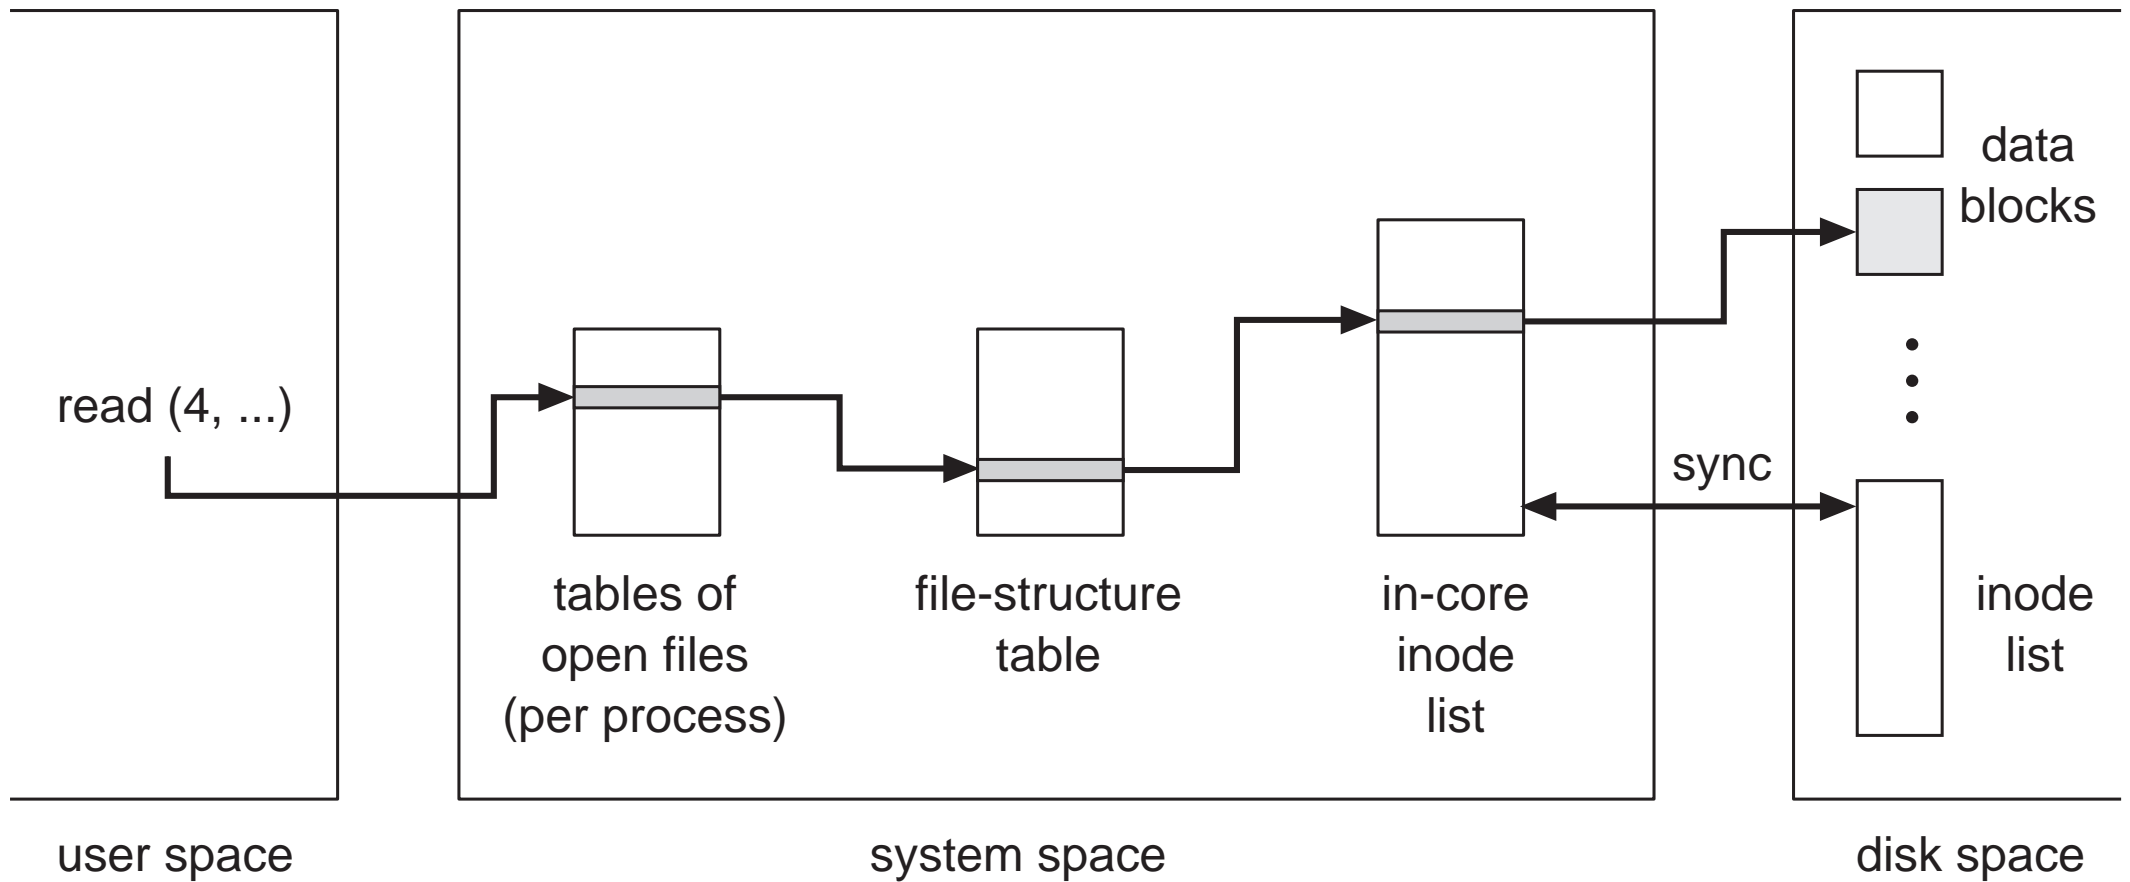 read (4, ...)
tables of
open files
(per process)
file-structure
table
in-core
inode
list
data
blocks
sync
inode
list
user space
system space
disk space